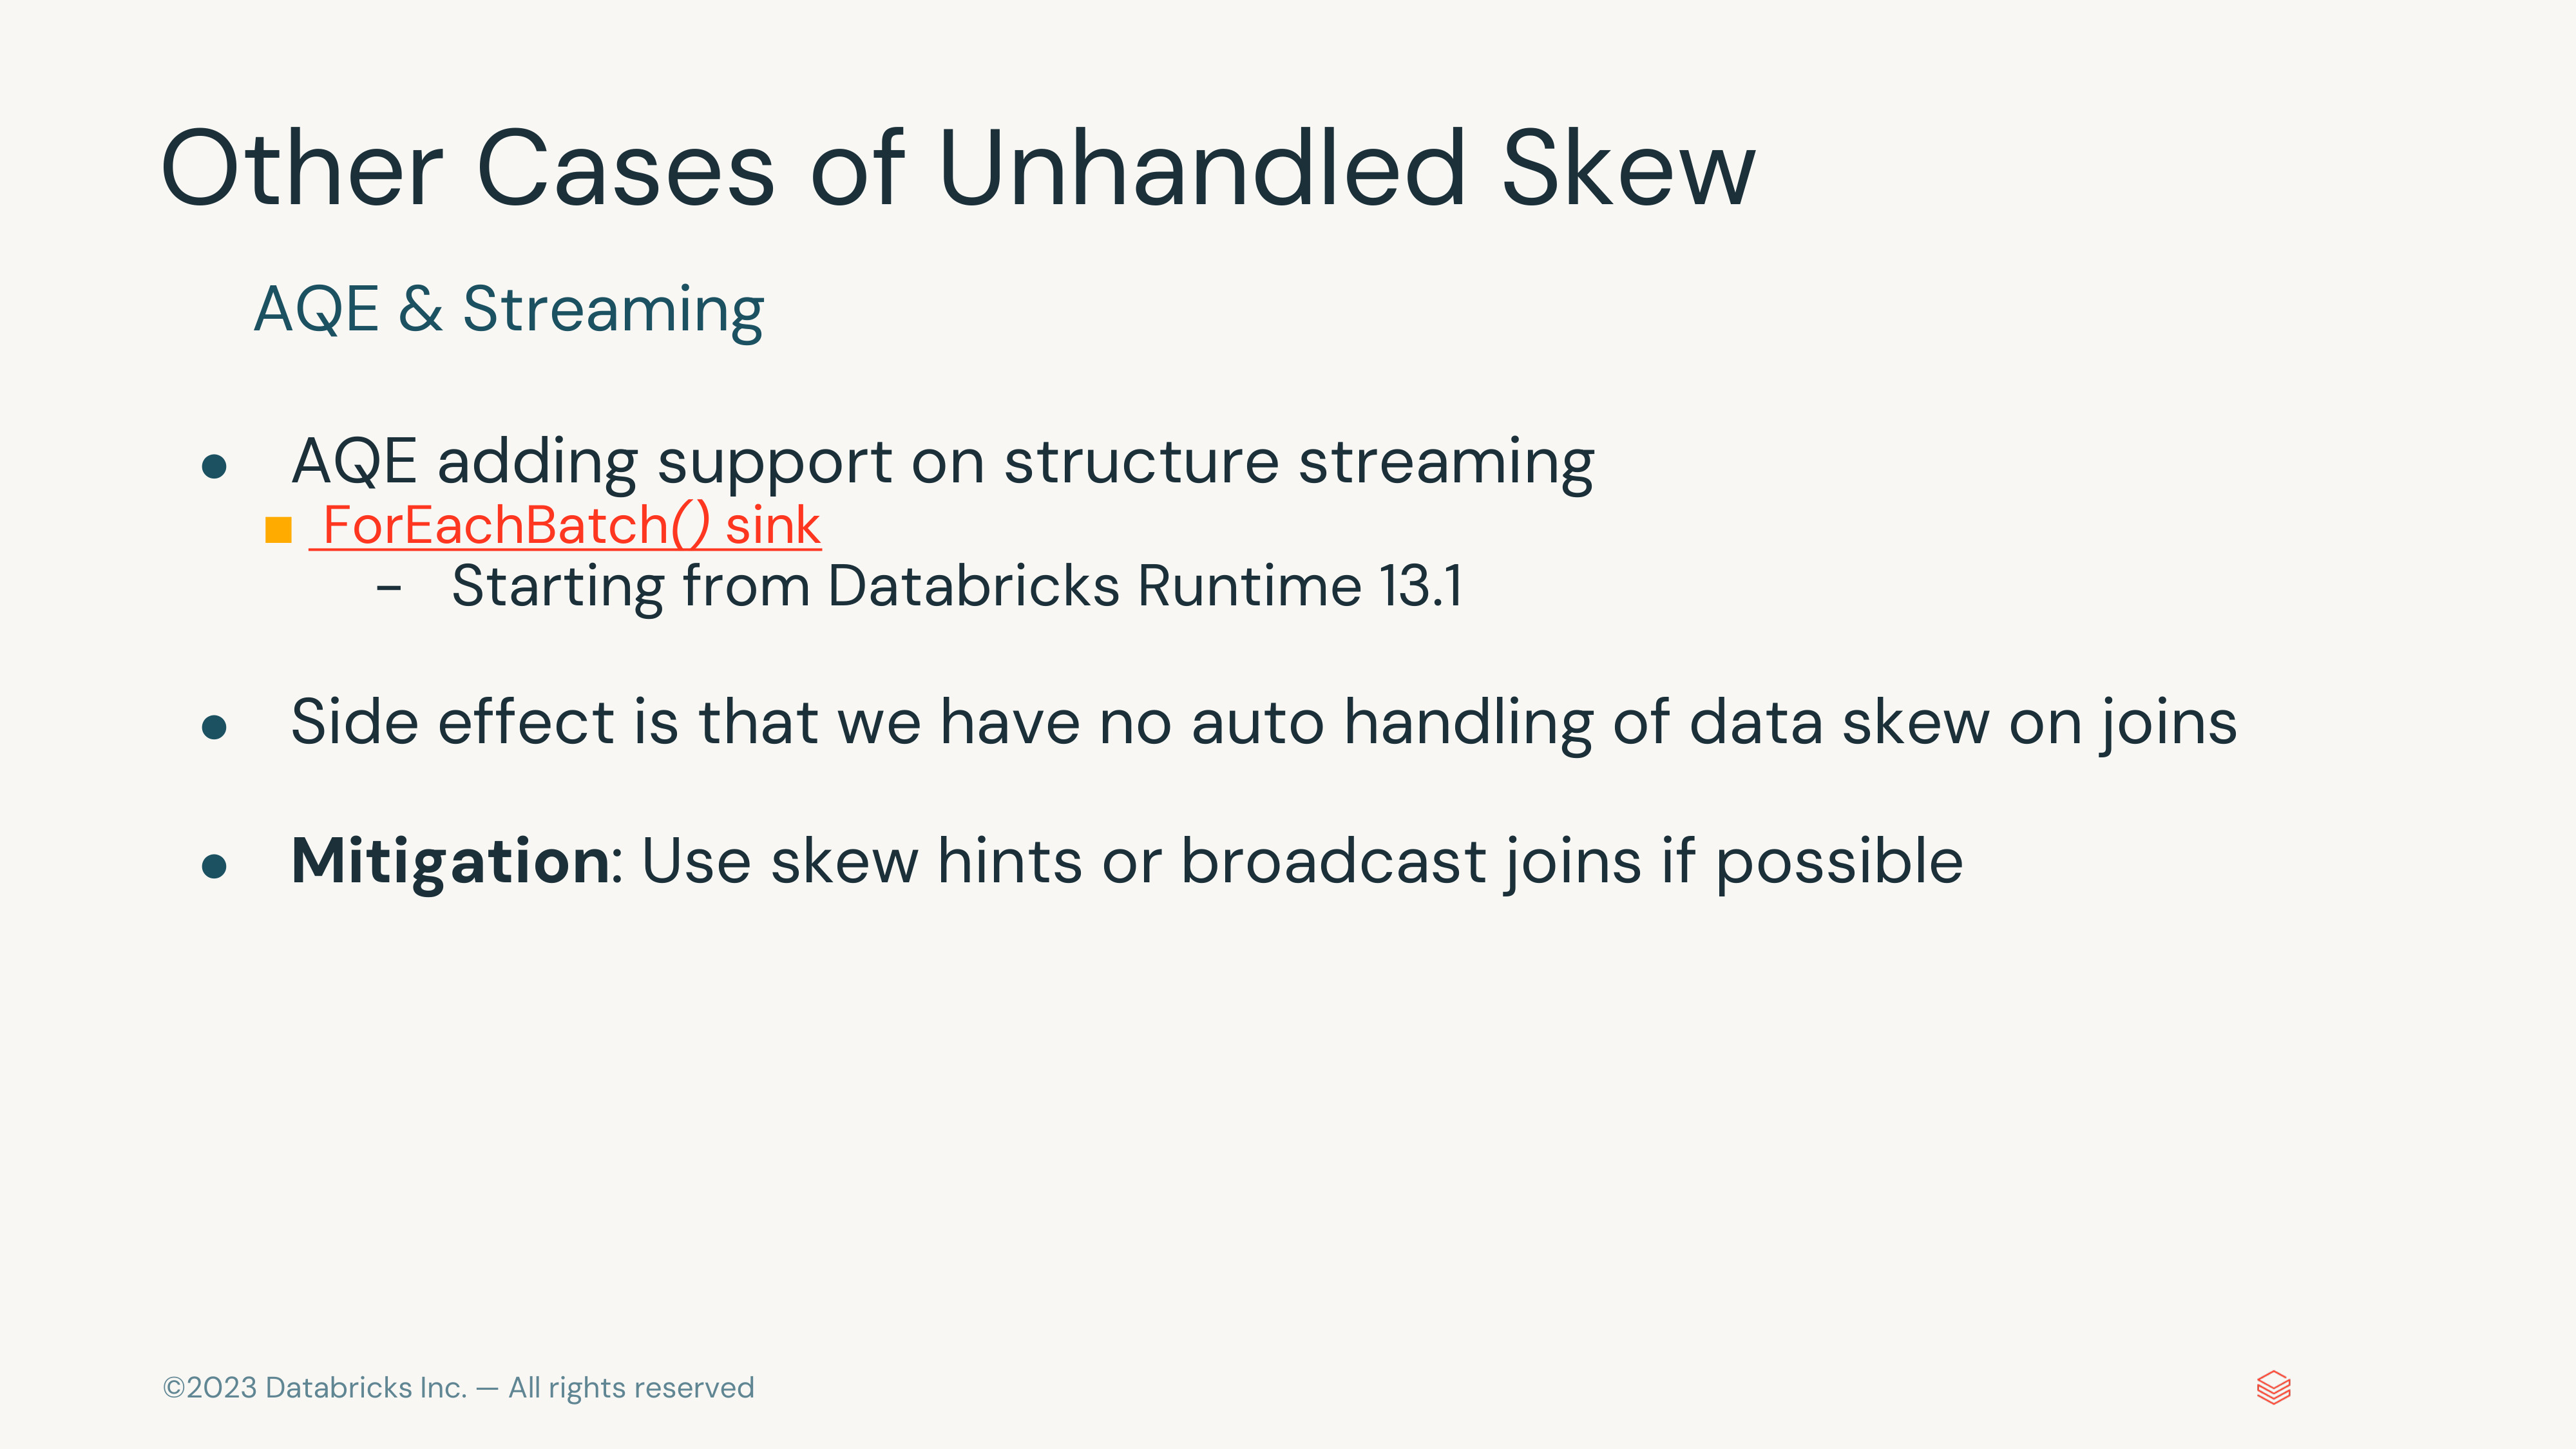 Other Cases of Unhandled Skew
AQE & Streaming
● AQE adding support on structure streaming
■ ForEachBatch() sink
- Starting from Databricks Runtime 13.1
● Side effect is that we have no auto handling of data skew on joins
● Mitigation: Use skew hints or broadcast joins if possible
©2023 Databricks Inc. — All rights reserved